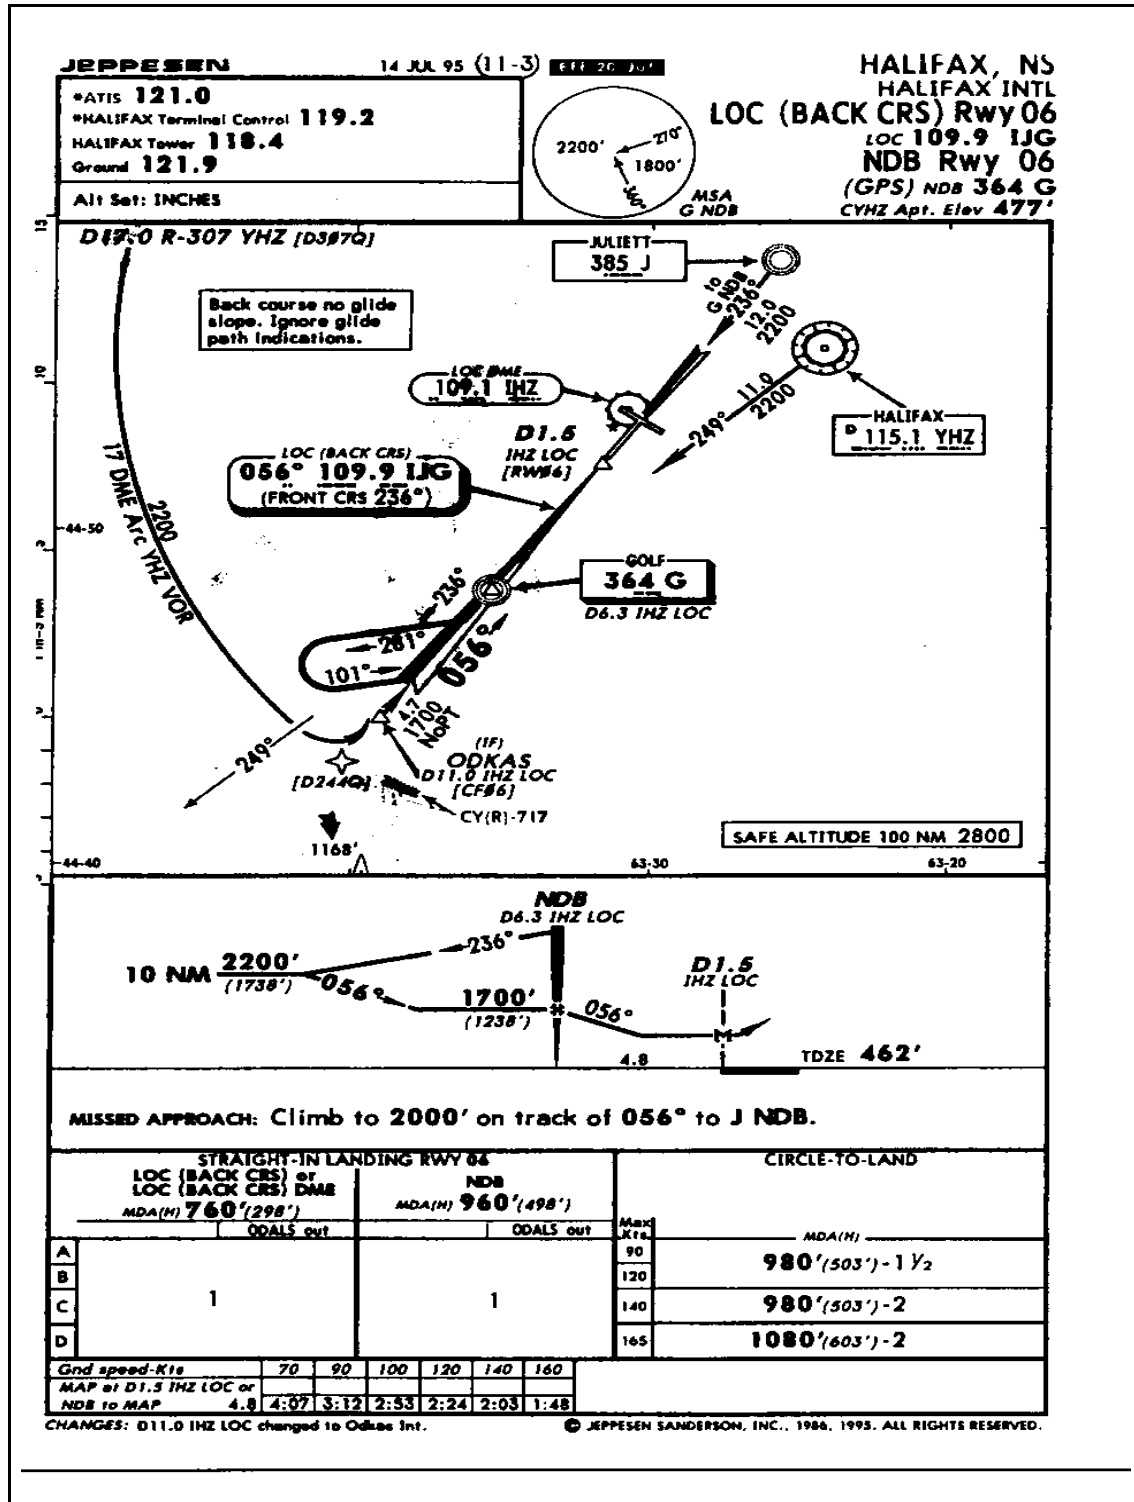 JEPPESEN
14 JUL 95 (11-3) EFF 20 Jul
HALIFAX, NS
HALIFAX INTL
LOC (BACK CRS) Rwy 06
LOC 109.9 IJG
NDB Rwy 06
(GPS) NDB 364 G
CYHZ Apt. Elev 477'
*ATIS 121.0
*HALIFAX Terminal Control 119.2
HALIFAX Tower 118.4
Ground 121.9
Alt Set: INCHES
2200'
270°
1800'
MSA
G NDB
D17.0 R-307 YHZ [D307Q]
Back course no glide
slope. Ignore glide
path indications.
JULIETT
385 J
to
G NDB
236°
12.0
2200
LOC DME
109.1 IHZ
11.0
2200
249°
HALIFAX
D 115.1 YHZ
D1.5
IHZ LOC
[RW06]
LOC (BACK CRS)
056° 109.9 IJG
(FRONT CRS 236°)
2200
17 DME Arc YHZ VOR
44-50
GOLF
364 G
D6.3 IHZ LOC
236°
281°
101°
056°
4.7
1700
NoPT
249°
(IF)
ODKAS
D11.0 IHZ LOC
[CF06]
[D244Q]
CY(R)-717
1168'
SAFE ALTITUDE 100 NM 2800
44-40
63-30
63-20
NDB
D6.3 IHZ LOC
236°
10 NM 2200'
(1738')
056°
1700'
(1238')
056°
D1.5
IHZ LOC
M
4.8
TDZE 462'
MISSED APPROACH: Climb to 2000' on track of 056° to J NDB.
STRAIGHT-IN LANDING RWY 06
CIRCLE-TO-LAND
LOC (BACK CRS) or
LOC (BACK CRS) DME
MDA(H) 760'(298')
NDB
MDA(H) 960'(498')
ODALS out
ODALS out
Max Kts
MDA(H)
A
B
C
D
1
1
90
120
980'(503')-1½
140
980'(503')-2
165
1080'(603')-2
Gnd speed-Kts 70 90 100 120 140 160
MAP at D1.5 IHZ LOC or
NDB to MAP 4.8 4:07 3:12 2:53 2:24 2:03 1:48
CHANGES: D11.0 IHZ LOC changed to Odkas Int.
© JEPPESEN SANDERSON, INC., 1986, 1995. ALL RIGHTS RESERVED.